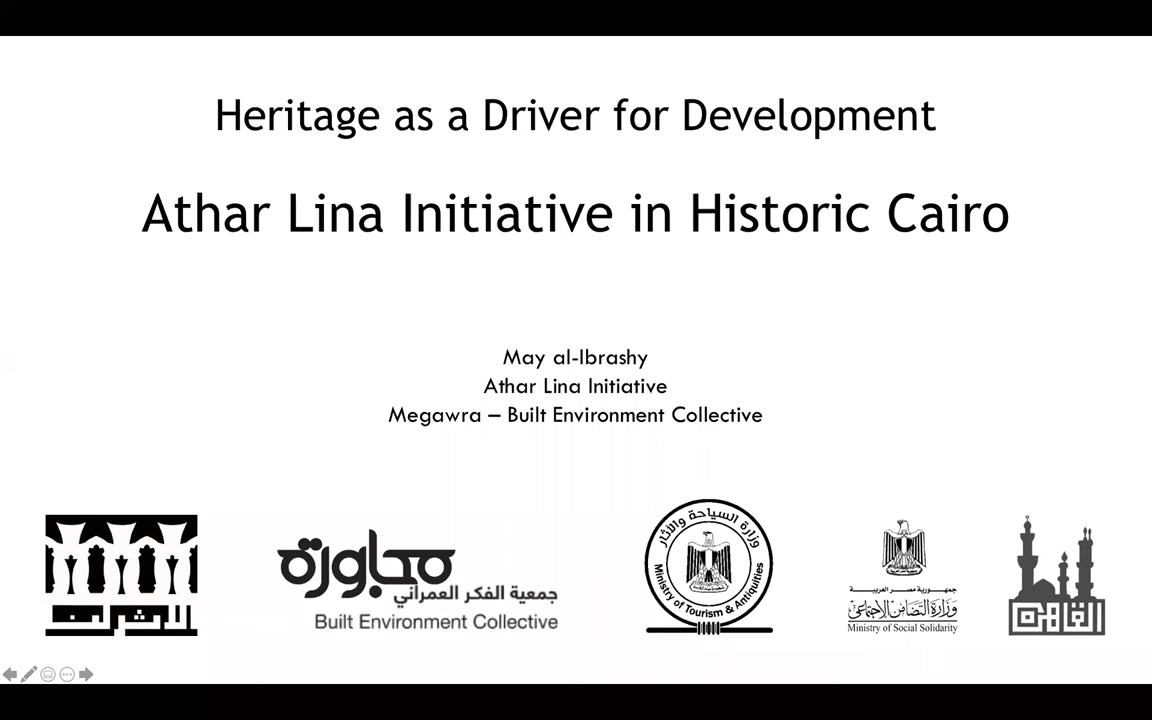 Heritage as a Driver for Development
Athar Lina Initiative in Historic Cairo
May al-Ibrashy
Athar Lina Initiative
Megawra – Built Environment Collective
مجاورة
جمعية الفكر العمراني
Built Environment Collective
وزارة السياحة والآثار
Ministry of Tourism & Antiquities
جمهورية مصر العربية
وزارة التضامن الاجتماعي
Ministry of Social Solidarity
القاهرة